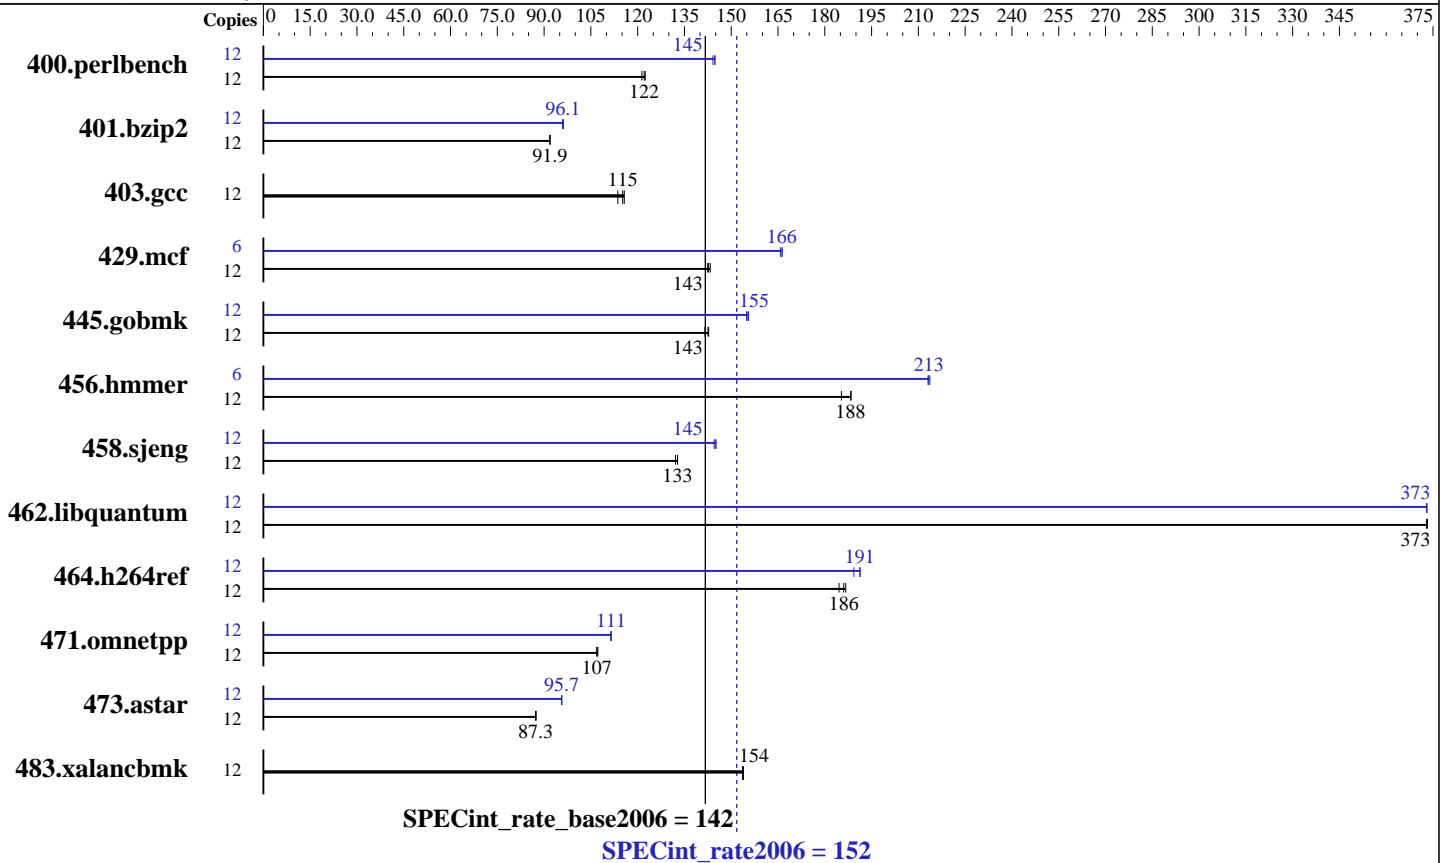 Copies 0 15.0 30.0 45.0 60.0 75.0 90.0 105 120 135 150 165 180 195 210 225 240 255 270 285 300 315 330 345 375
400.perlbench 12 145
12 122
401.bzip2 12 96.1
12 91.9
403.gcc 12 115
429.mcf 6 166
12 143
445.gobmk 12 155
12 143
456.hmmer 6 213
12 188
458.sjeng 12 145
12 133
462.libquantum 12 373
12 373
464.h264ref 12 191
12 186
471.omnetpp 12 111
12 107
473.astar 12 95.7
12 87.3
483.xalancbmk 12 154
SPECint_rate_base2006 = 142
SPECint_rate2006 = 152